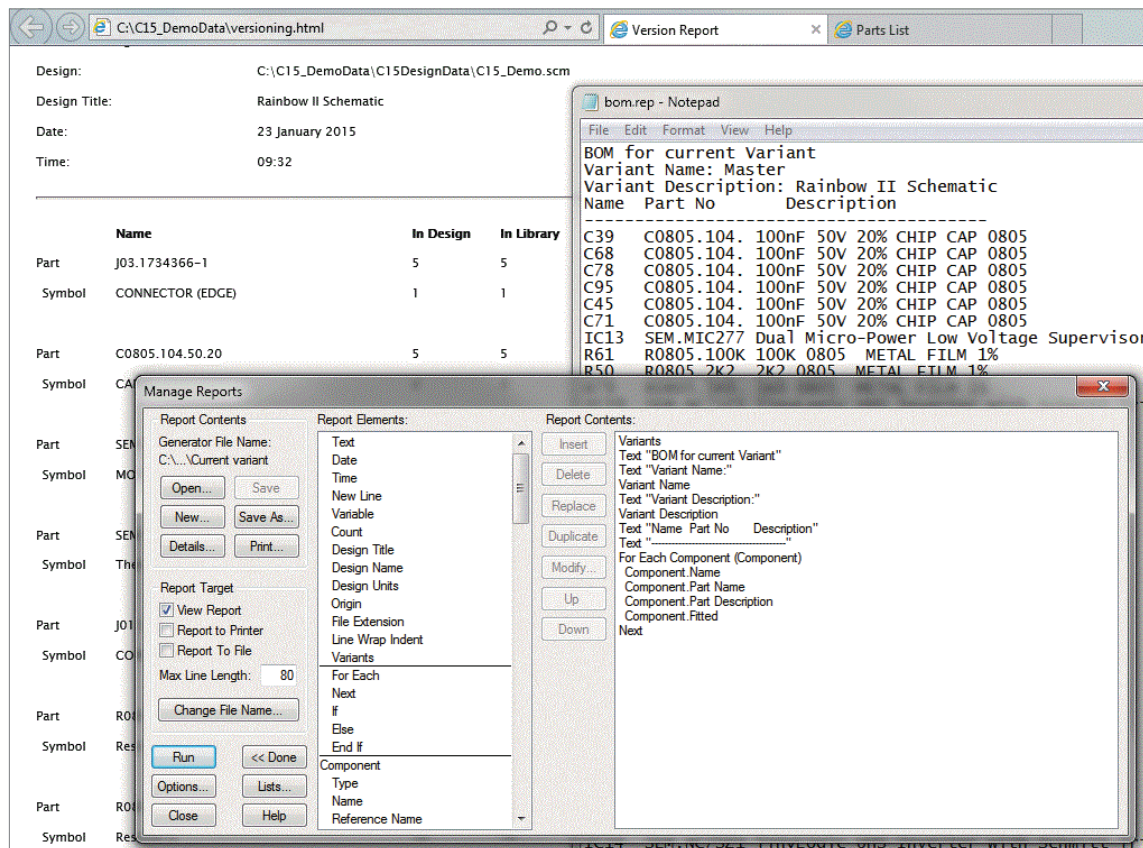 C:\C15_DemoData\versioning.html
Version Report
Parts List
Design: C:\C15_DemoData\C15DesignData\C15_Demo.scm
Design Title: Rainbow II Schematic
Date: 23 January 2015
Time: 09:32
Name In Design In Library
Part J03.1734366-1 5 5
Symbol CONNECTOR (EDGE) 1 1
Part C0805.104.50.20 5 5
Symbol
Part
Symbol
Part
Symbol
Part
Symbol
Part
Symbol
Part
Symbol
bom.rep - Notepad
File Edit Format View Help
BOM for current Variant
Variant Name: Master
Variant Description: Rainbow II Schematic
Name Part No Description
----------------------------------------
C39 C0805.104. 100nF 50V 20% CHIP CAP 0805
C68 C0805.104. 100nF 50V 20% CHIP CAP 0805
C78 C0805.104. 100nF 50V 20% CHIP CAP 0805
C95 C0805.104. 100nF 50V 20% CHIP CAP 0805
C45 C0805.104. 100nF 50V 20% CHIP CAP 0805
C71 C0805.104. 100nF 50V 20% CHIP CAP 0805
IC13 SEM.MIC277 Dual Micro-Power Low Voltage Supervisor
R61 R0805.100K 100K 0805 METAL FILM 1%
R50 R0805.2K2 2K2 0805 METAL FILM 1%
Manage Reports
Report Contents
Generator File Name:
C:\...\Current variant
Open... Save
New... Save As...
Details... Print...
Report Target
View Report
Report to Printer
Report To File
Max Line Length: 80
Change File Name...
Run << Done
Options... Lists...
Close Help
Report Elements:
Text
Date
Time
New Line
Variable
Count
Design Title
Design Name
Design Units
Origin
File Extension
Line Wrap Indent
Variants
For Each
Next
If
Else
End If
Component
Type
Name
Reference Name
Report Contents:
Insert
Delete
Replace
Duplicate
Modify...
Up
Down
Variants
Text "BOM for current Variant"
Text "Variant Name:"
Variant Name
Text "Variant Description:"
Variant Description
Text "Name Part No Description"
Text "----------------------------------------"
For Each Component (Component)
Component.Name
Component.Part Name
Component.Part Description
Component.Fitted
Next